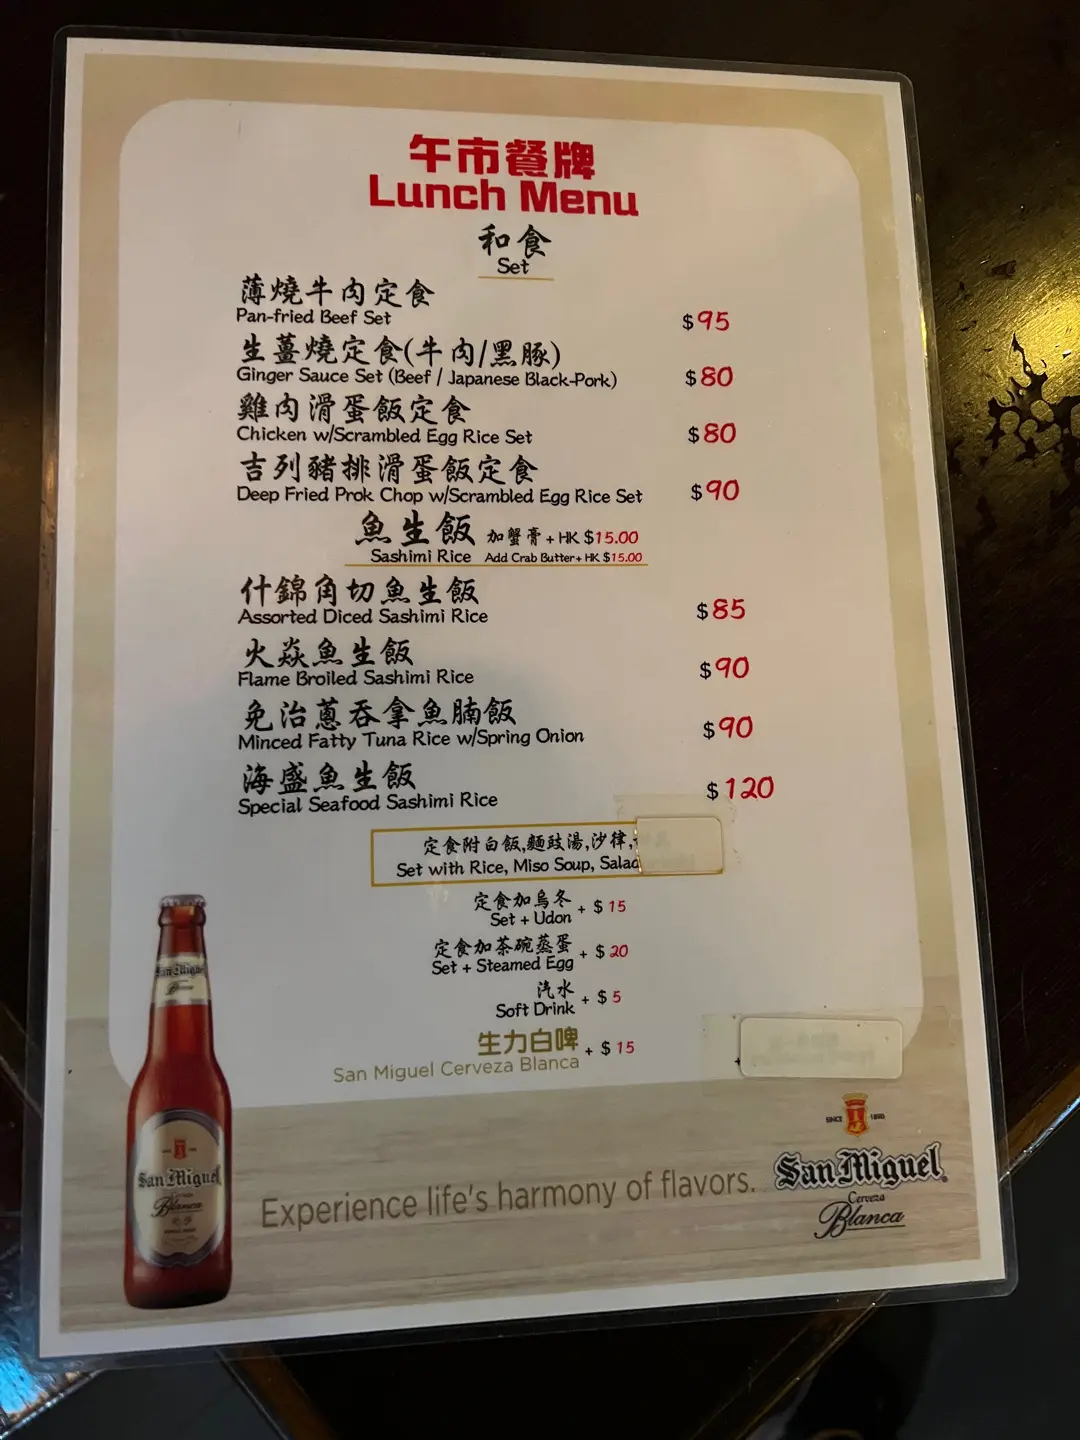 午市餐牌
Lunch Menu
和食
Set
薄燒牛肉定食
Pan-fried Beef Set
$95
生薑燒定食(牛肉/黑豚)
Ginger Sauce Set (Beef / Japanese Black-Pork)
$80
雞肉滑蛋飯定食
Chicken w/Scrambled Egg Rice Set
$80
吉列豬排滑蛋飯定食
Deep Fried Prok Chop w/Scrambled Egg Rice Set
$90
魚生飯 加蟹膏 + HK $15.00
Sashimi Rice Add Crab Butter + HK $15.00
什錦角切魚生飯
Assorted Diced Sashimi Rice
$85
火焱魚生飯
Flame Broiled Sashimi Rice
$90
免治蔥吞拿魚腩飯
Minced Fatty Tuna Rice w/Spring Onion
$90
海盛魚生飯
Special Seafood Sashimi Rice
$120
定食附白飯,麵豉湯,沙律,
Set with Rice, Miso Soup, Salad
定食加烏冬
Set + Udon
+ $ 15
定食加茶碗蒸蛋
Set + Steamed Egg
+ $ 20
汽水
Soft Drink
+ $ 5
生力白啤
San Miguel Cerveza Blanca
+ $ 15
+
San Miguel
San Miguel
Blanca
Experience life's harmony of flavors.
SINCE 1890
San Miguel
Cerveza
Blanca